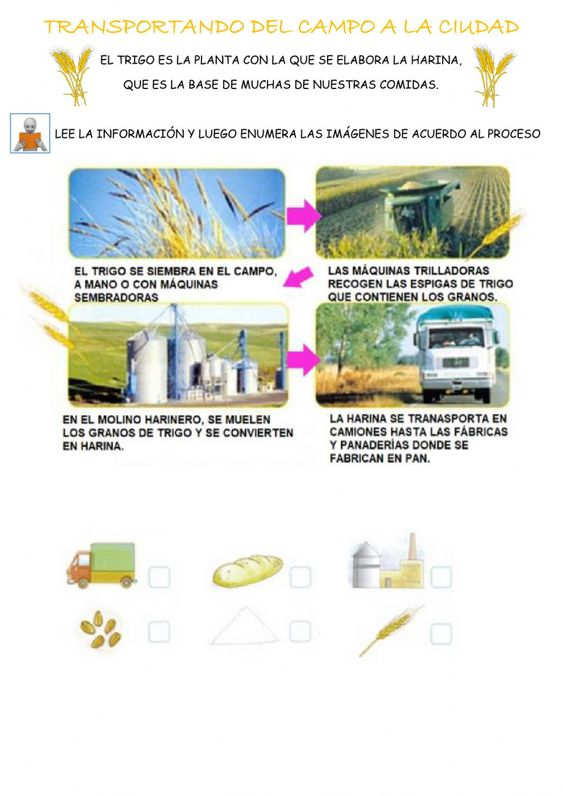 TRANSPORTANDO DEL CAMPO A LA CIUDAD
EL TRIGO ES LA PLANTA CON LA QUE SE ELABORA LA HARINA,
QUE ES LA BASE DE MUCHAS DE NUESTRAS COMIDAS.
LEE LA INFORMACIÓN Y LUEGO ENUMERA LAS IMÁGENES DE ACUERDO AL PROCESO
EL TRIGO SE SIEMBRA EN EL CAMPO,
A MANO O CON MÁQUINAS
SEMBRADORAS
LAS MÁQUINAS TRILLADORAS
RECOGEN LAS ESPIGAS DE TRIGO
QUE CONTIENEN LOS GRANOS.
EN EL MOLINO HARINERO, SE MUELEN
LOS GRANOS DE TRIGO Y SE CONVIERTEN
EN HARINA.
LA HARINA SE TRANASPORTA EN
CAMIONES HASTA LAS FÁBRICAS
Y PANADERÍAS DONDE SE
FABRICAN EN PAN.